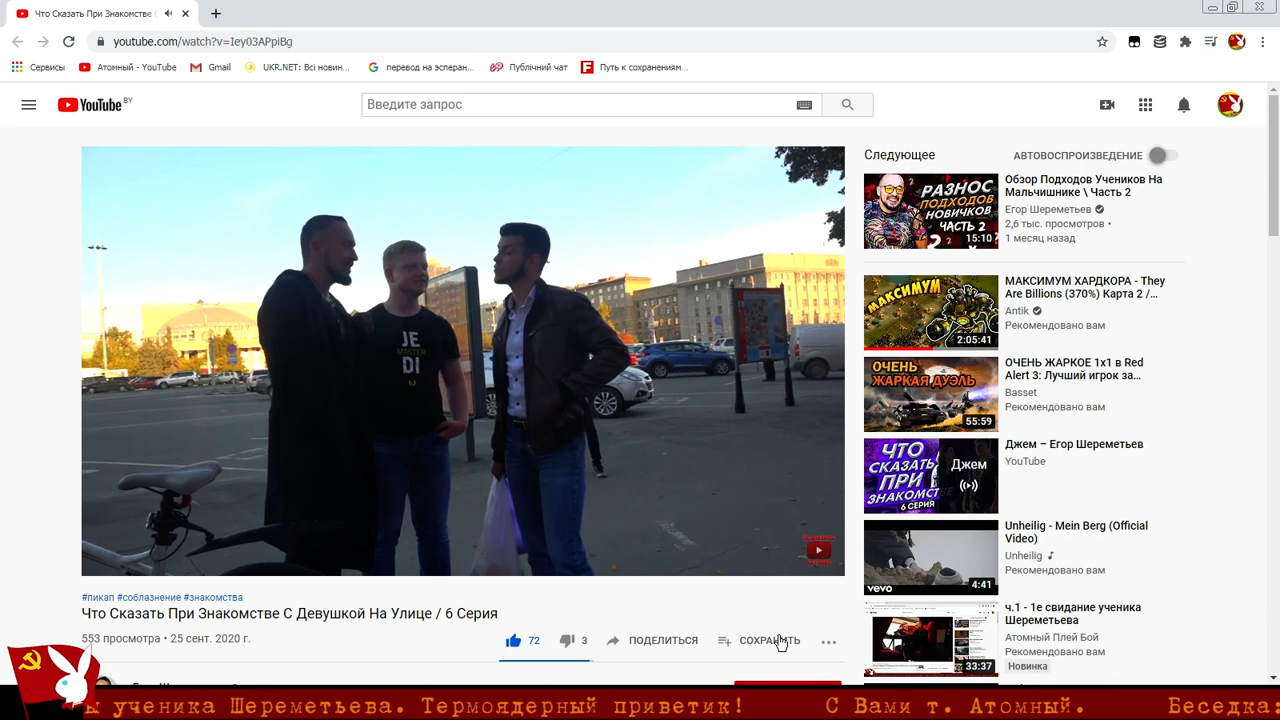 Что Сказать При Знакомстве
youtube.com/watch?v=Iey03APpiBg
Сервисы
Атомный - YouTube
Gmail
UKR.NET: Всі новин...
перевод на эсперан...
Публічний чат
Путь к сохранениям...
YouTube BY
Введите запрос
JE
MASTER
#пикап #соблазнение #знакомства
Что Сказать При Знакомстве С Девушкой На Улице / 6 Серия
553 просмотра • 25 сент. 2020 г.
72
3
ПОДЕЛИТЬСЯ
СОХРАНИТЬ
Следующее
АВТОВОСПРОИЗВЕДЕНИЕ
РАЗНОС
ПОДХОДОВ
НОВИЧКОВ
ЧАСТЬ 2
15:10
Обзор Подходов Учеников На
Мальчишнике \ Часть 2
Егор Шереметьев
2,6 тыс. просмотров •
1 месяц назад
МАКСИМУМ
2:05:41
МАКСИМУМ ХАРДКОРА - They
Are Billions (370%) Карта 2 /...
Antik
Рекомендовано вам
ОЧЕНЬ
ЖАРКАЯ ДУЭЛЬ
55:59
ОЧЕНЬ ЖАРКОЕ 1x1 в Red
Alert 3: Лучший игрок за...
Basset
Рекомендовано вам
ЧТО
СКАЗАТЬ
ПРИ
ЗНАКОМСТ
6 СЕРИЯ
Джем
Джем – Егор Шереметьев
YouTube
vevo
4:41
Unheilig - Mein Berg (Official
Video)
Unheilig
Рекомендовано вам
33:37
ч.1 - 1е свидание ученика
Шереметьева
Атомный Плей Бой
Рекомендовано вам
Новинка
ы ученика Шереметьева. Термоядерный приветик! С Вами т. Атомный. Беседка: